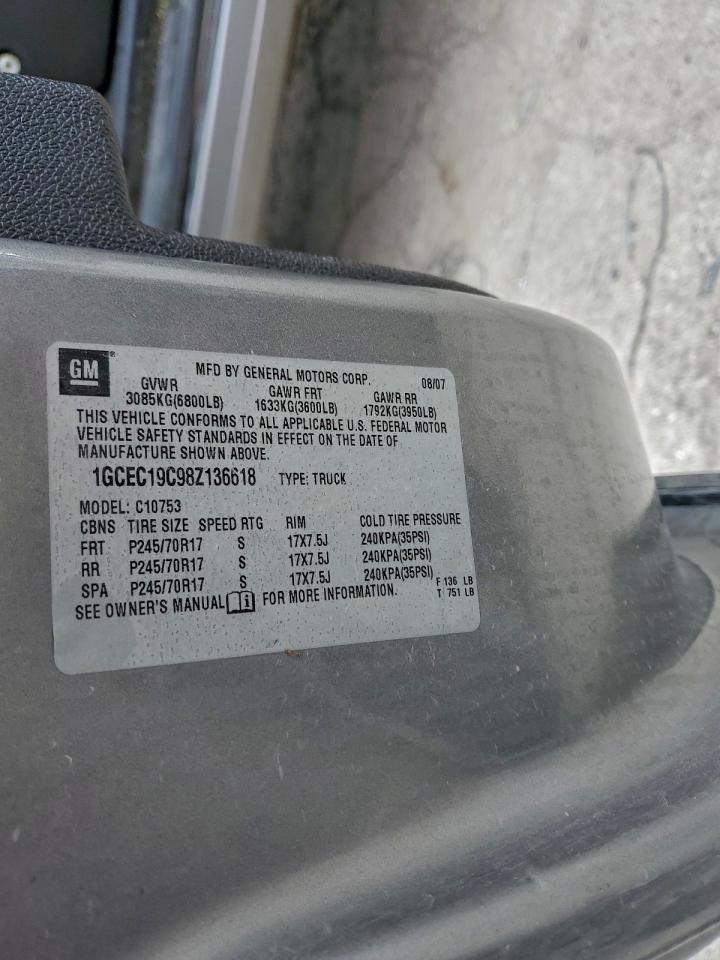 GM® MFD BY GENERAL MOTORS CORP. 08/07
GVWR GAWR FRT GAWR RR
3085KG(6800LB) 1633KG(3600LB) 1792KG(3950LB)
THIS VEHICLE CONFORMS TO ALL APPLICABLE U.S. FEDERAL MOTOR
VEHICLE SAFETY STANDARDS IN EFFECT ON THE DATE OF
MANUFACTURE SHOWN ABOVE.
1GCEC19C98Z136618 TYPE: TRUCK
MODEL: C10753
CBNS TIRE SIZE SPEED RTG RIM COLD TIRE PRESSURE
FRT P245/70R17 S 17X7.5J 240KPA(35PSI)
RR P245/70R17 S 17X7.5J 240KPA(35PSI)
SPA P245/70R17 S 17X7.5J 240KPA(35PSI)
SEE OWNER'S MANUAL i FOR MORE INFORMATION.
F 136 LB
T 751 LB